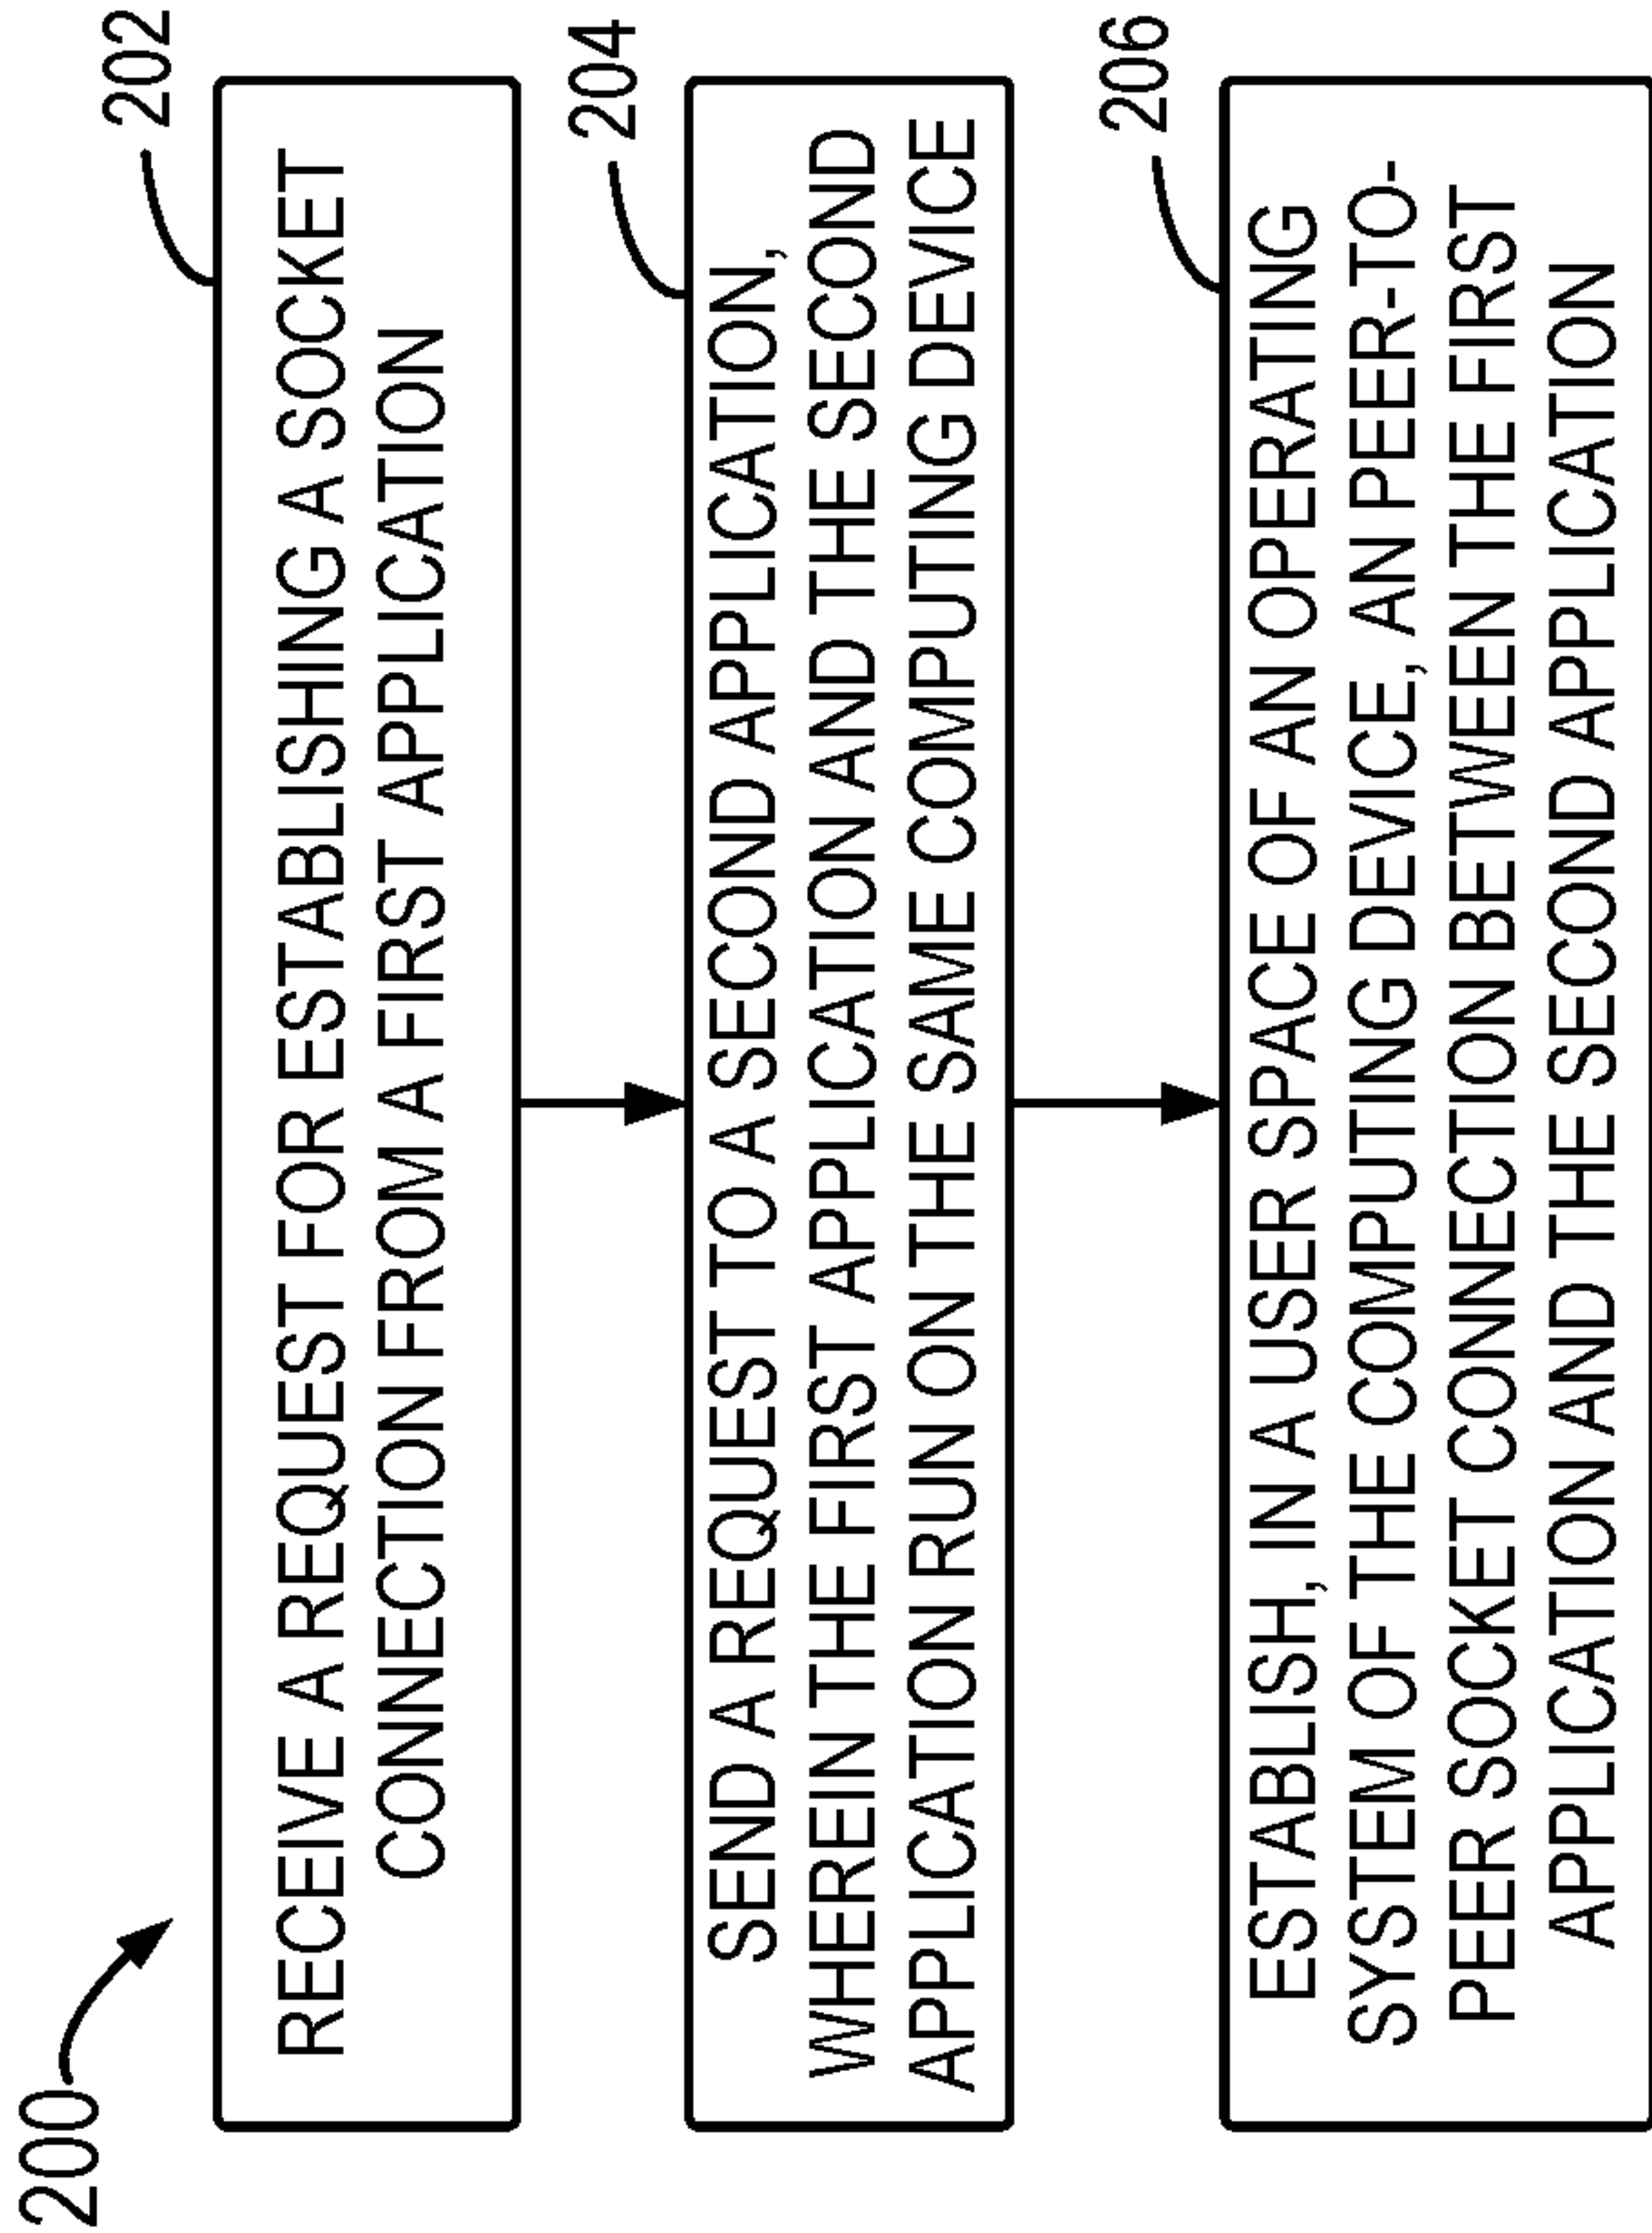 200
202
RECEIVE A REQUEST FOR ESTABLISHING A SOCKET
CONNECTION FROM A FIRST APPLICATION
204
SEND A REQUEST TO A SECOND APPLICATION,
WHEREIN THE FIRST APPLICATION AND THE SECOND
APPLICATION RUN ON THE SAME COMPUTING DEVICE
206
ESTABLISH, IN A USER SPACE OF AN OPERATING
SYSTEM OF THE COMPUTING DEVICE, AN PEER-TO-
PEER SOCKET CONNECTION BETWEEN THE FIRST
APPLICATION AND THE SECOND APPLICATION